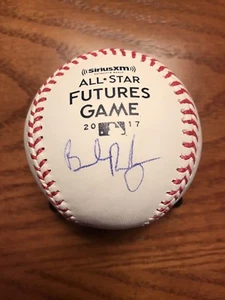 SiriusXM
ALL-STAR
FUTURES
GAME
2017